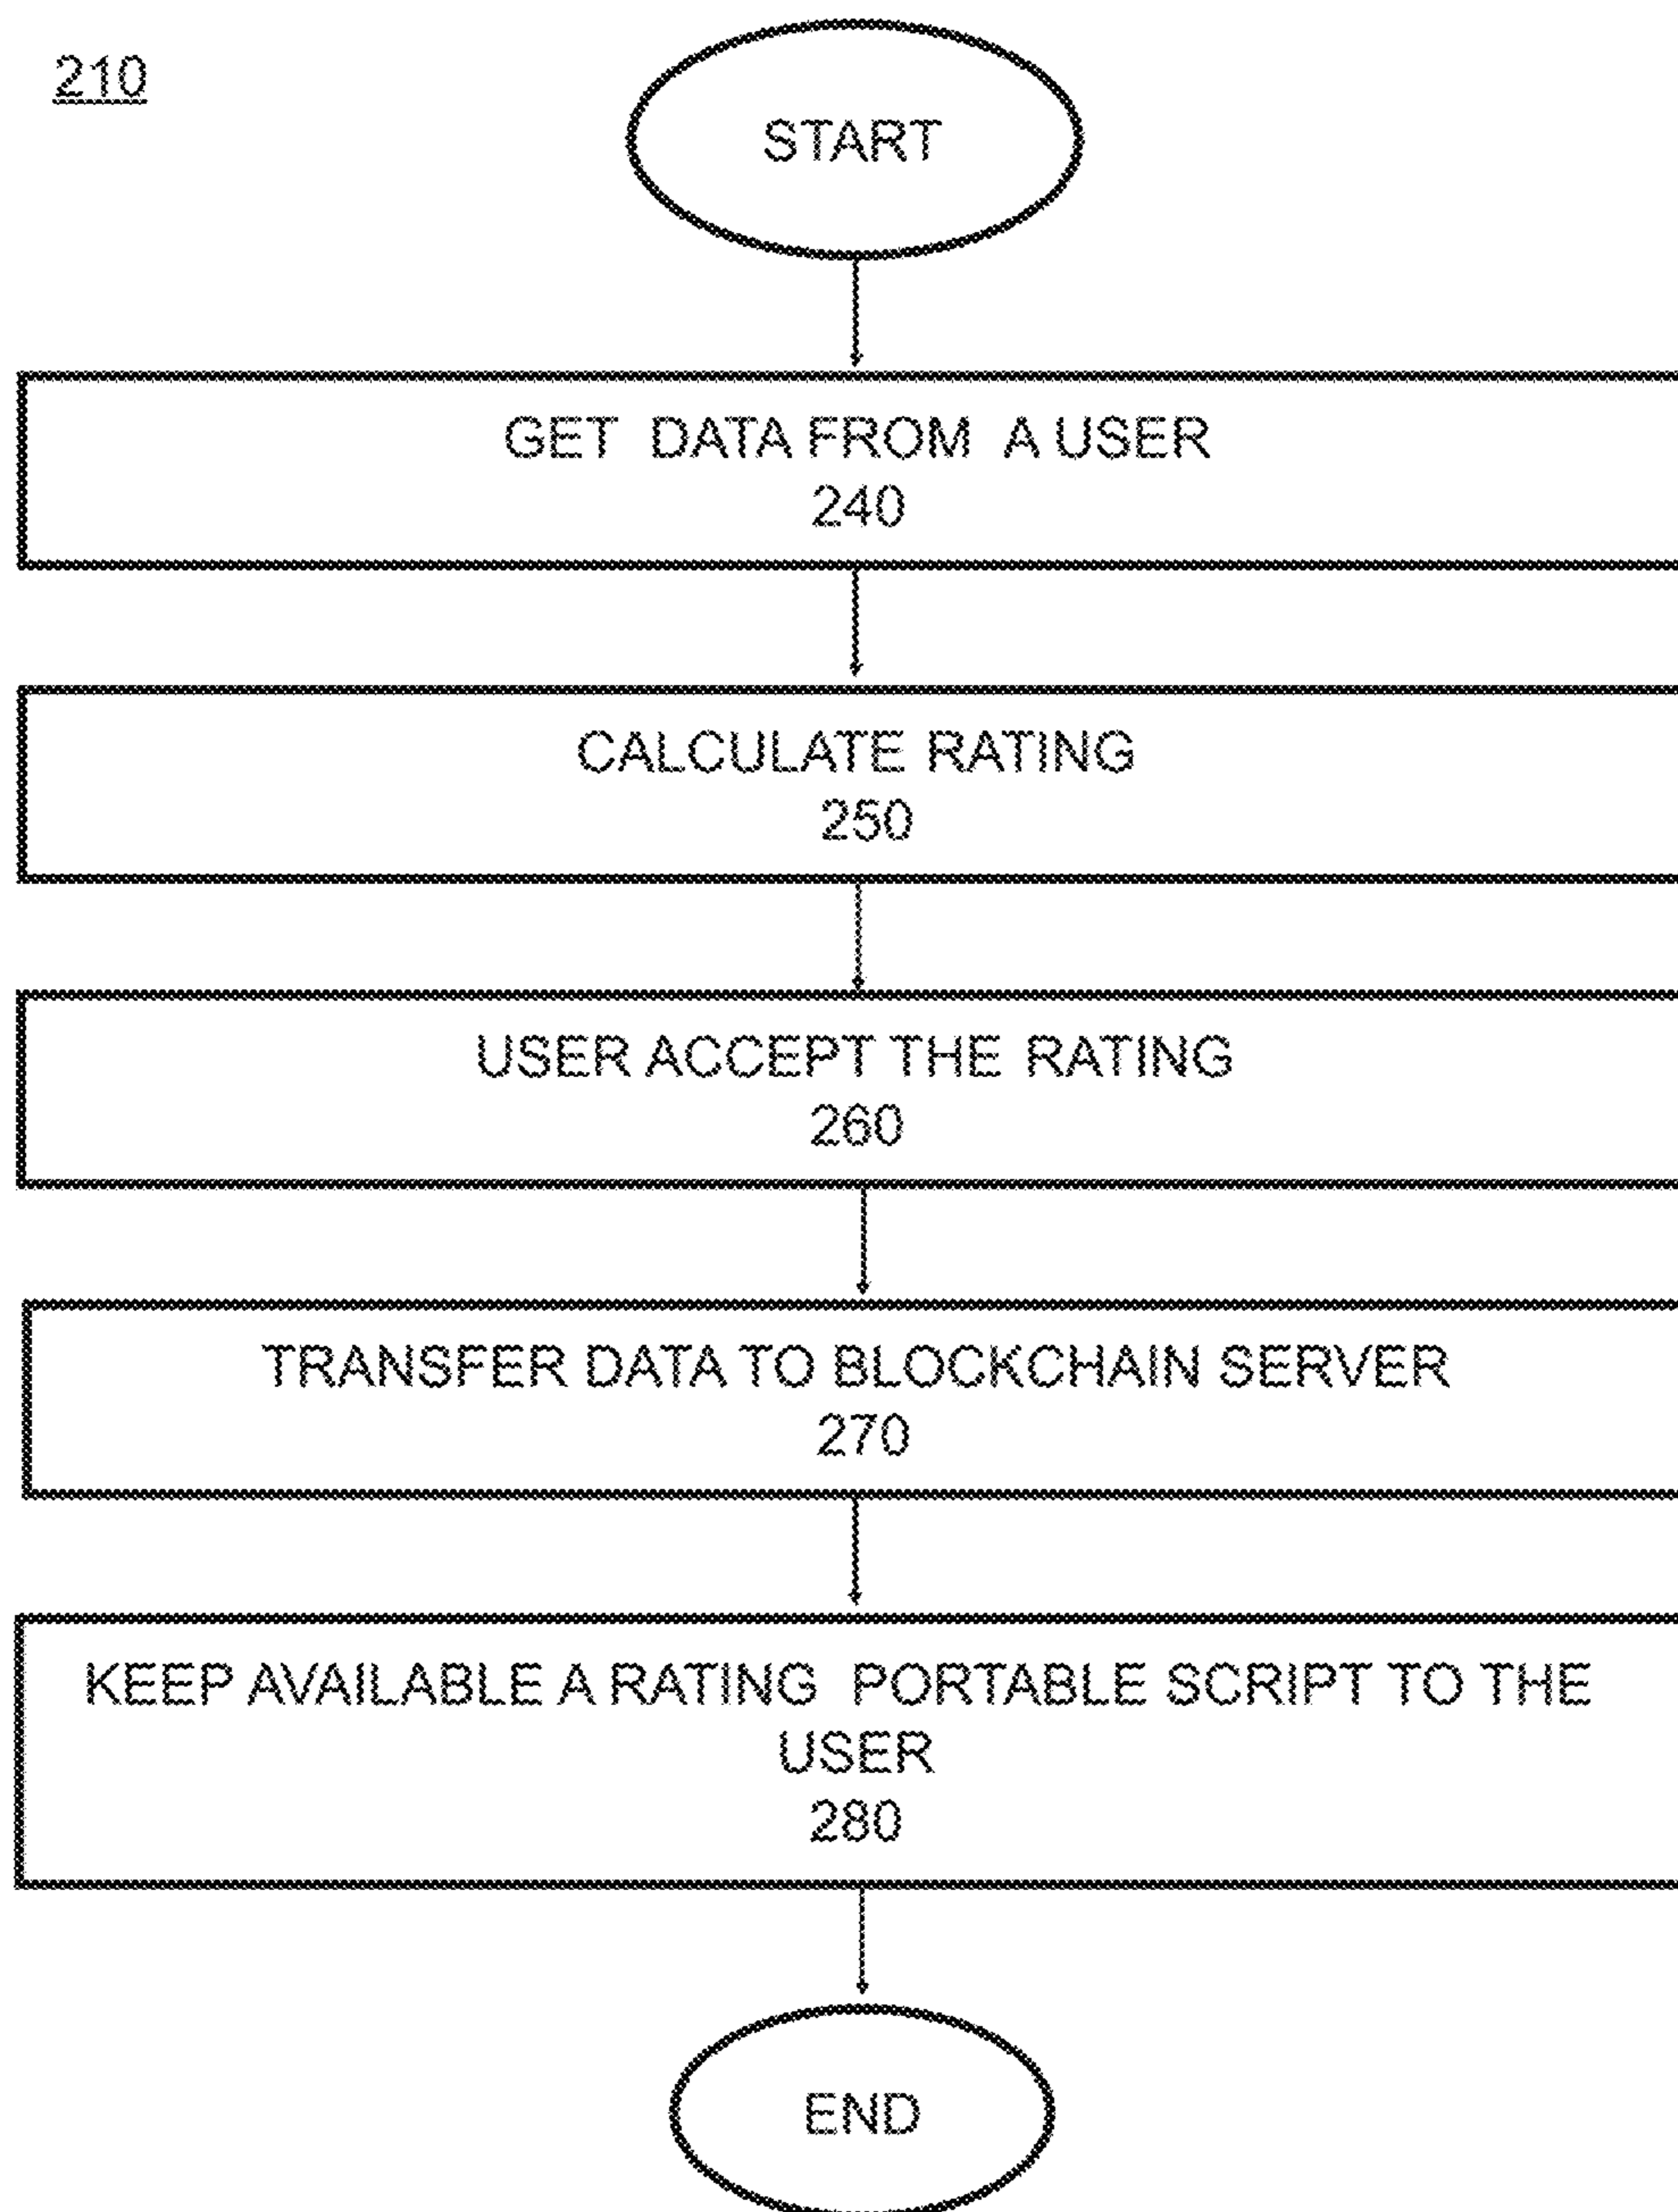 210
START
GET DATA FROM A USER
240
CALCULATE RATING
250
USER ACCEPT THE RATING
260
TRANSFER DATA TO BLOCKCHAIN SERVER
270
KEEP AVAILABLE A RATING PORTABLE SCRIPT TO THE
USER
280
END